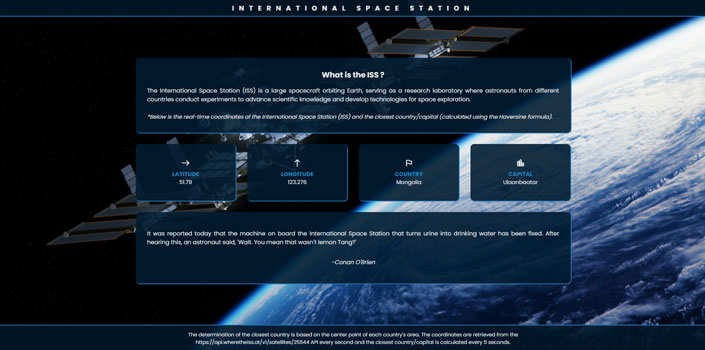 INTERNATIONAL SPACE STATION
What is the ISS ?
The International Space Station (ISS) is a large spacecraft orbiting Earth, serving as a research laboratory where astronauts from different
countries conduct experiments to advance scientific knowledge and develop technologies for space exploration.
*Below is the real-time coordinates of the International Space Station (ISS) and the closest country/capital (calculated using the Haversine formula).
LATITUDE
51.79
LONGITUDE
123.276
COUNTRY
Mongolia
CAPITAL
Ulaanbaatar
It was reported today that the machine on board the International Space Station that turns urine into drinking water has been fixed. After
hearing this, an astronaut said, 'Wait. You mean that wasn't lemon Tang?'
-Conan O'Brien
The determination of the closest country is based on the center point of each country's area. The coordinates are retrieved from the
https://api.wheretheiss.at/v1/satellites/25544 API every second and the closest country/capital is calculated every 5 seconds.